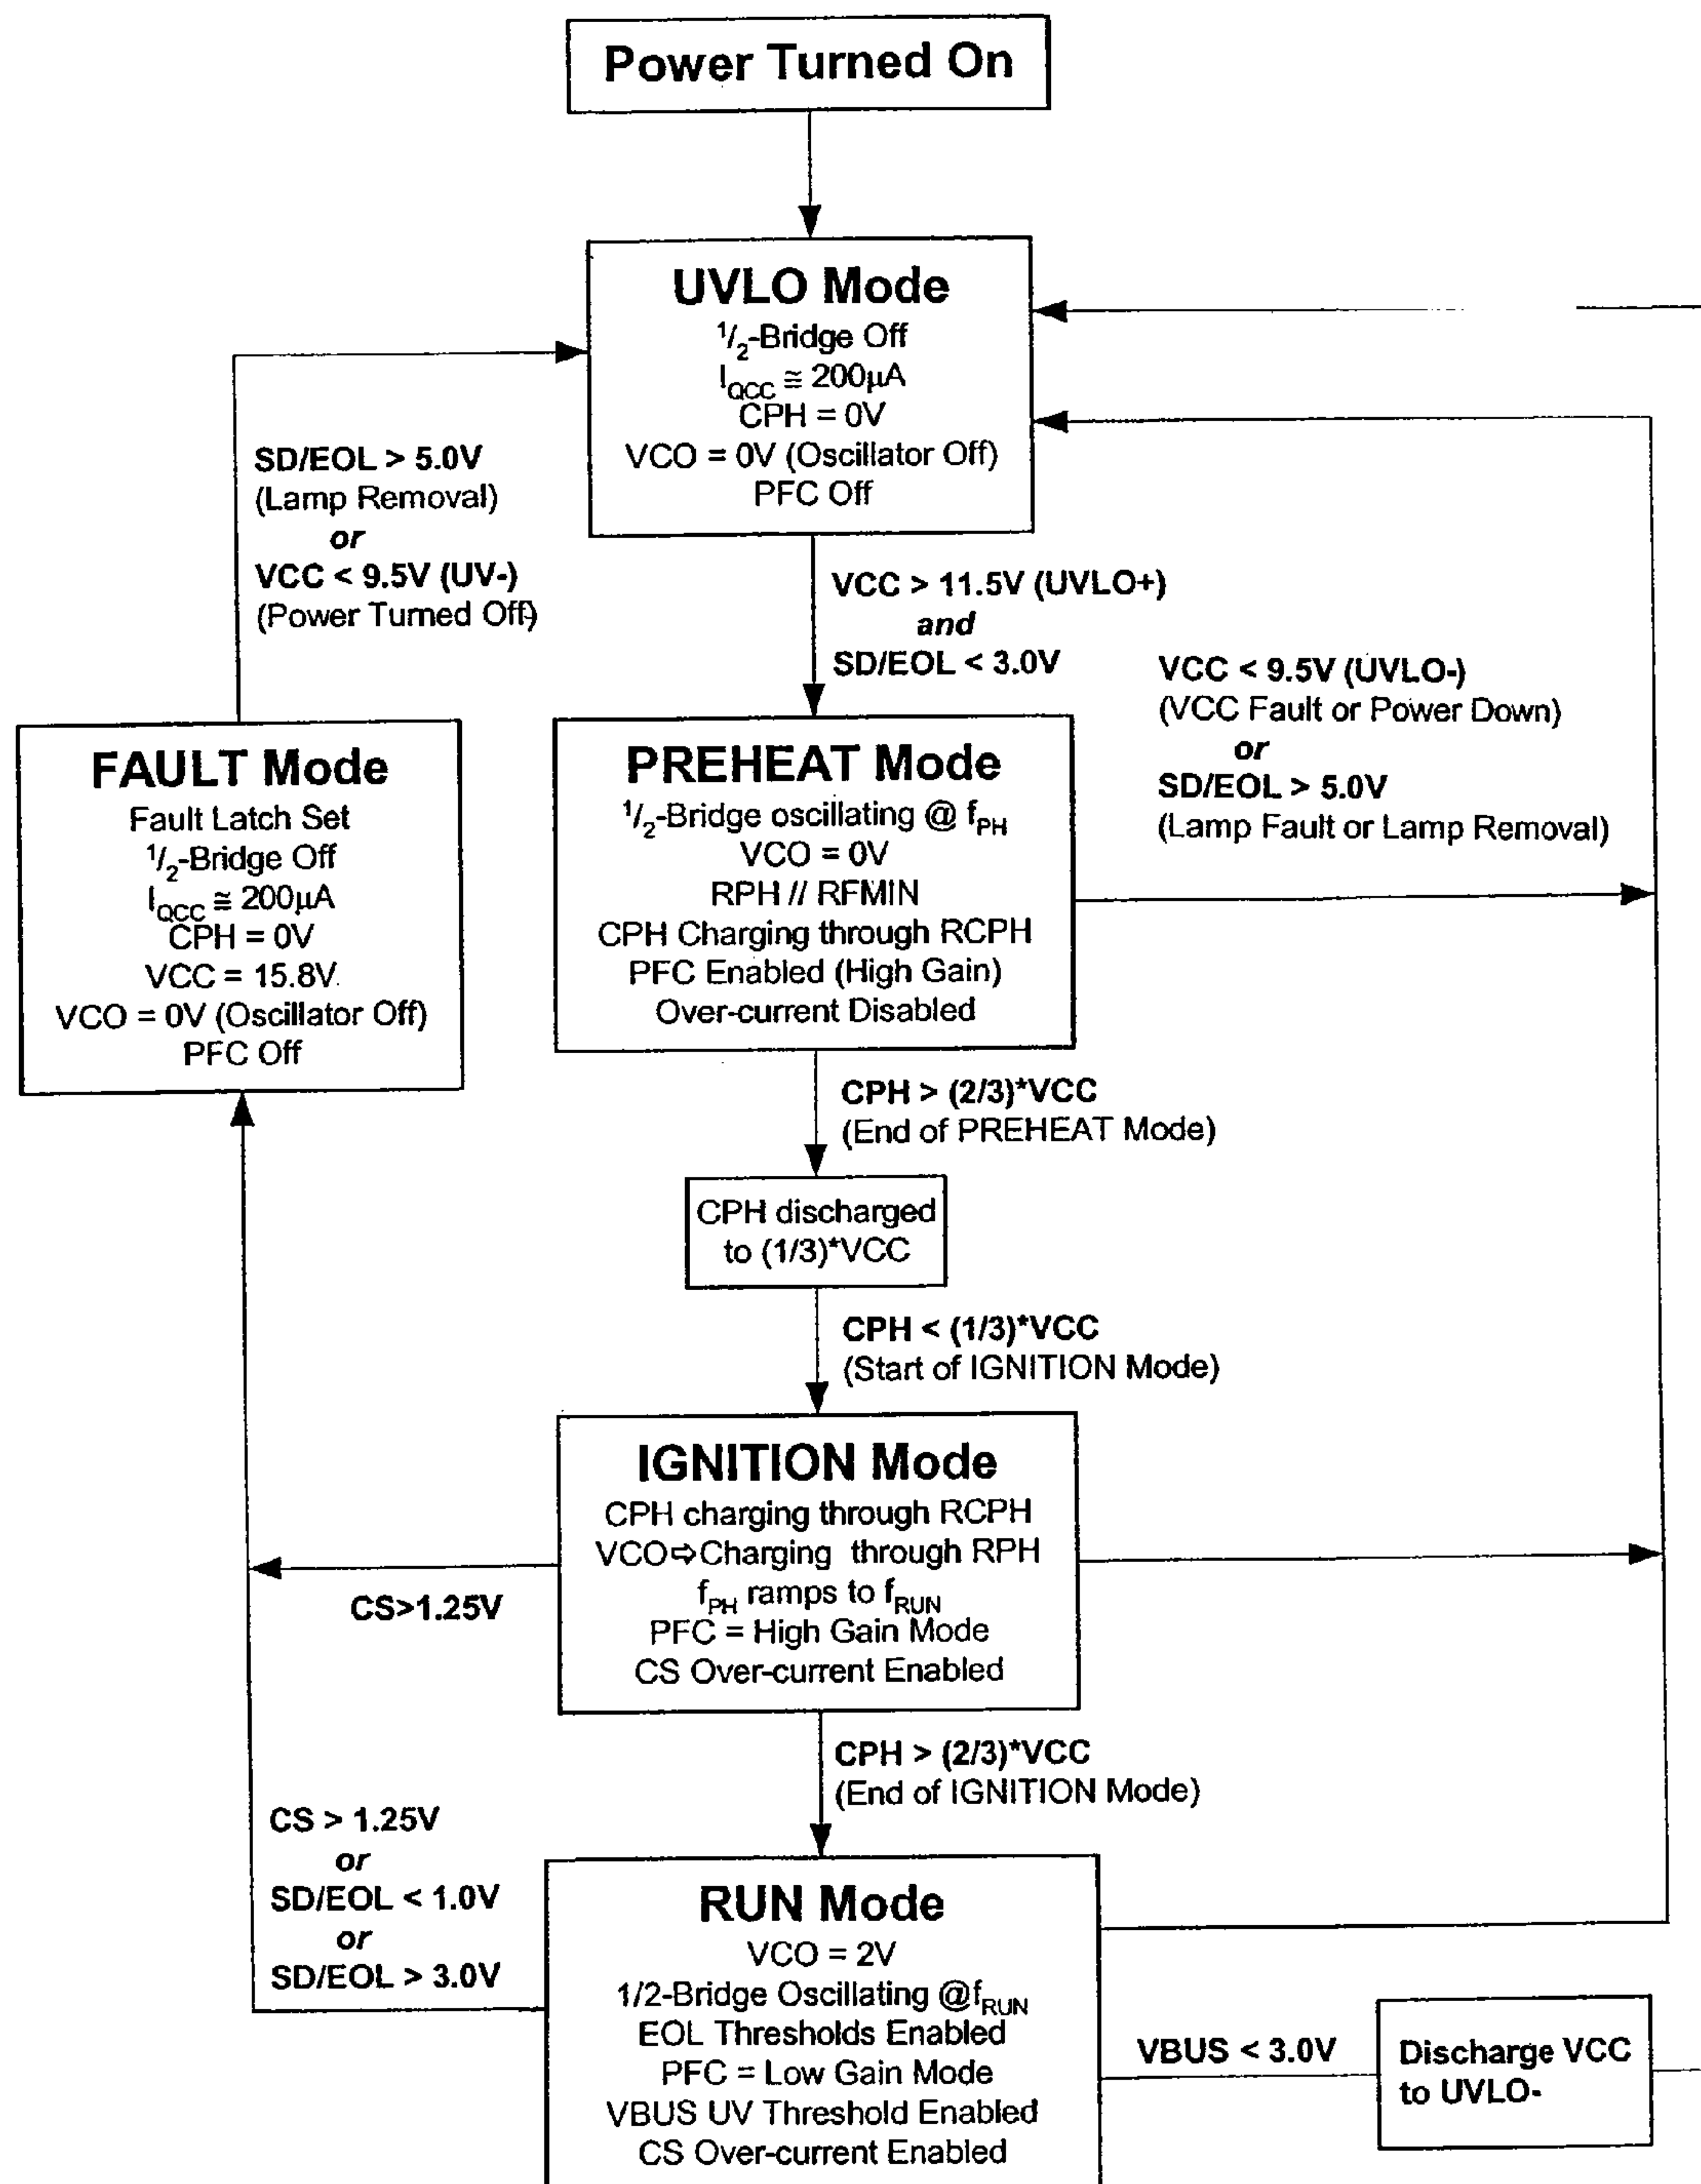 Power Turned On
UVLO Mode
1/2-Bridge Off
IQCC ≅ 200μA
CPH = 0V
VCO = 0V (Oscillator Off)
PFC Off
SD/EOL > 5.0V
(Lamp Removal)
or
VCC < 9.5V (UV-)
(Power Turned Off)
VCC > 11.5V (UVLO+)
and
SD/EOL < 3.0V
VCC < 9.5V (UVLO-)
(VCC Fault or Power Down)
or
SD/EOL > 5.0V
(Lamp Fault or Lamp Removal)
FAULT Mode
Fault Latch Set
1/2-Bridge Off
IQCC ≅ 200μA
CPH = 0V
VCC = 15.8V
VCO = 0V (Oscillator Off)
PFC Off
PREHEAT Mode
1/2-Bridge oscillating @ fPH
VCO = 0V
RPH // RFMIN
CPH Charging through RCPH
PFC Enabled (High Gain)
Over-current Disabled
CPH > (2/3)*VCC
(End of PREHEAT Mode)
CPH discharged
to (1/3)*VCC
CPH < (1/3)*VCC
(Start of IGNITION Mode)
IGNITION Mode
CPH charging through RCPH
VCO⇨Charging through RPH
fPH ramps to fRUN
PFC = High Gain Mode
CS Over-current Enabled
CS>1.25V
CPH > (2/3)*VCC
(End of IGNITION Mode)
CS > 1.25V
or
SD/EOL < 1.0V
or
SD/EOL > 3.0V
RUN Mode
VCO = 2V
1/2-Bridge Oscillating @fRUN
EOL Thresholds Enabled
PFC = Low Gain Mode
VBUS UV Threshold Enabled
CS Over-current Enabled
VBUS < 3.0V
Discharge VCC
to UVLO-